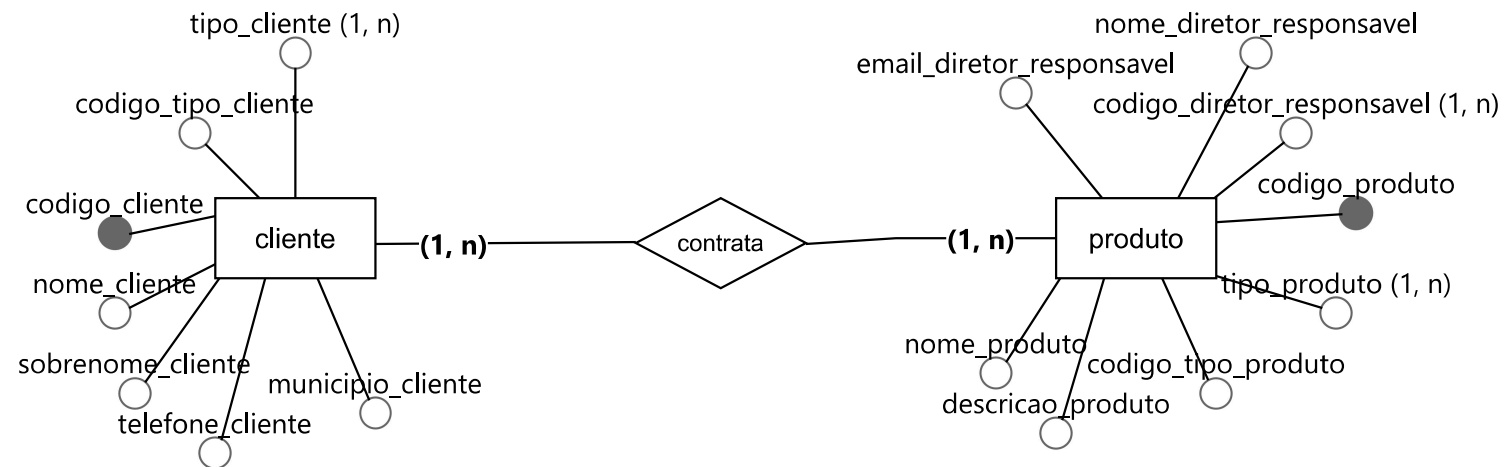 tipo_cliente (1, n)
codigo_tipo_cliente
codigo_cliente
cliente
nome_cliente
sobrenome_cliente
telefone_cliente
municipio_cliente
(1, n)
contrata
(1, n)
nome_diretor_responsavel
email_diretor_responsavel
codigo_diretor_responsavel (1, n)
codigo_produto
produto
tipo_produto (1, n)
nome_produto
codigo_tipo_produto
descricao_produto